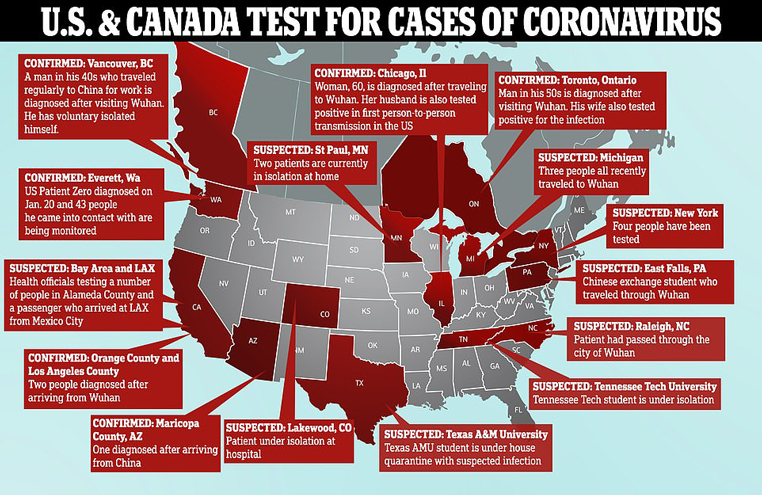 U.S. & CANADA TEST FOR CASES OF CORONAVIRUS
CONFIRMED: Vancouver, BC
A man in his 40s who traveled
regularly to China for work is
diagnosed after visiting Wuhan.
He has voluntary isolated
himself.
CONFIRMED: Chicago, Il
Woman, 60, is diagnosed after traveling
to Wuhan. Her husband is also tested
positive in first person-to-person
transmission in the US
CONFIRMED: Toronto, Ontario
Man in his 50s is diagnosed after
visiting Wuhan. His wife also tested
positive for the infection
SUSPECTED: St Paul, MN
Two patients are currently
in isolation at home
SUSPECTED: Michigan
Three people all recently
traveled to Wuhan
CONFIRMED: Everett, Wa
US Patient Zero diagnosed on
Jan. 20 and 43 people
he came into contact with are
being monitored
SUSPECTED: New York
Four people have been
tested
SUSPECTED: Bay Area and LAX
Health officials testing a number
of people in Alameda County and
a passenger who arrived at LAX
from Mexico City
SUSPECTED: East Falls, PA
Chinese exchange student who
traveled through Wuhan
SUSPECTED: Raleigh, NC
Patient had passed through the
city of Wuhan
CONFIRMED: Orange County and
Los Angeles County
Two people diagnosed after
arriving from Wuhan
SUSPECTED: Tennessee Tech University
Tennessee Tech student is under isolation
CONFIRMED: Maricopa
County, AZ
One diagnosed after arriving
from China
SUSPECTED: Lakewood, CO
Patient under isolation at
hospital
SUSPECTED: Texas A&M University
Texas AMU student is under house
quarantine with suspected infection
BC
ON
WA
MT
ND
MN
ME
OR
ID
SD
WI
MI
VT
NY
WY
IA
PA
NV
UT
NE
IL
IN
OH
CA
CO
KS
MO
KY
WV
VA
AZ
NM
OK
AR
TN
NC
SC
TX
LA
MS
AL
GA
FL